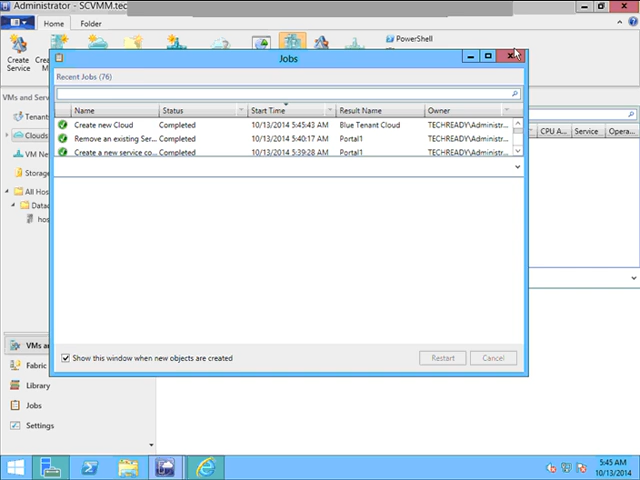 Administrator - SCVMM.tec
Home Folder
PowerShell
Create
Service
Create
VMs and Serv
Tenants
Clouds
VM Net
Storage
All Hos
Datac
hos
CPU A... Service Opera...
Jobs
Recent Jobs (76)
Name Status Start Time Result Name Owner
Create new Cloud Completed 10/13/2014 5:45:43 AM Blue Tenant Cloud TECHREADY\Administr...
Remove an existing Ser... Completed 10/13/2014 5:40:17 AM Portal1 TECHREADY\Administr...
Create a new service co... Completed 10/13/2014 5:39:28 AM Portal1 TECHREADY\Administr...
Show this window when new objects are created
Restart Cancel
VMs an
Fabric
Library
Jobs
Settings
5:45 AM
10/13/2014